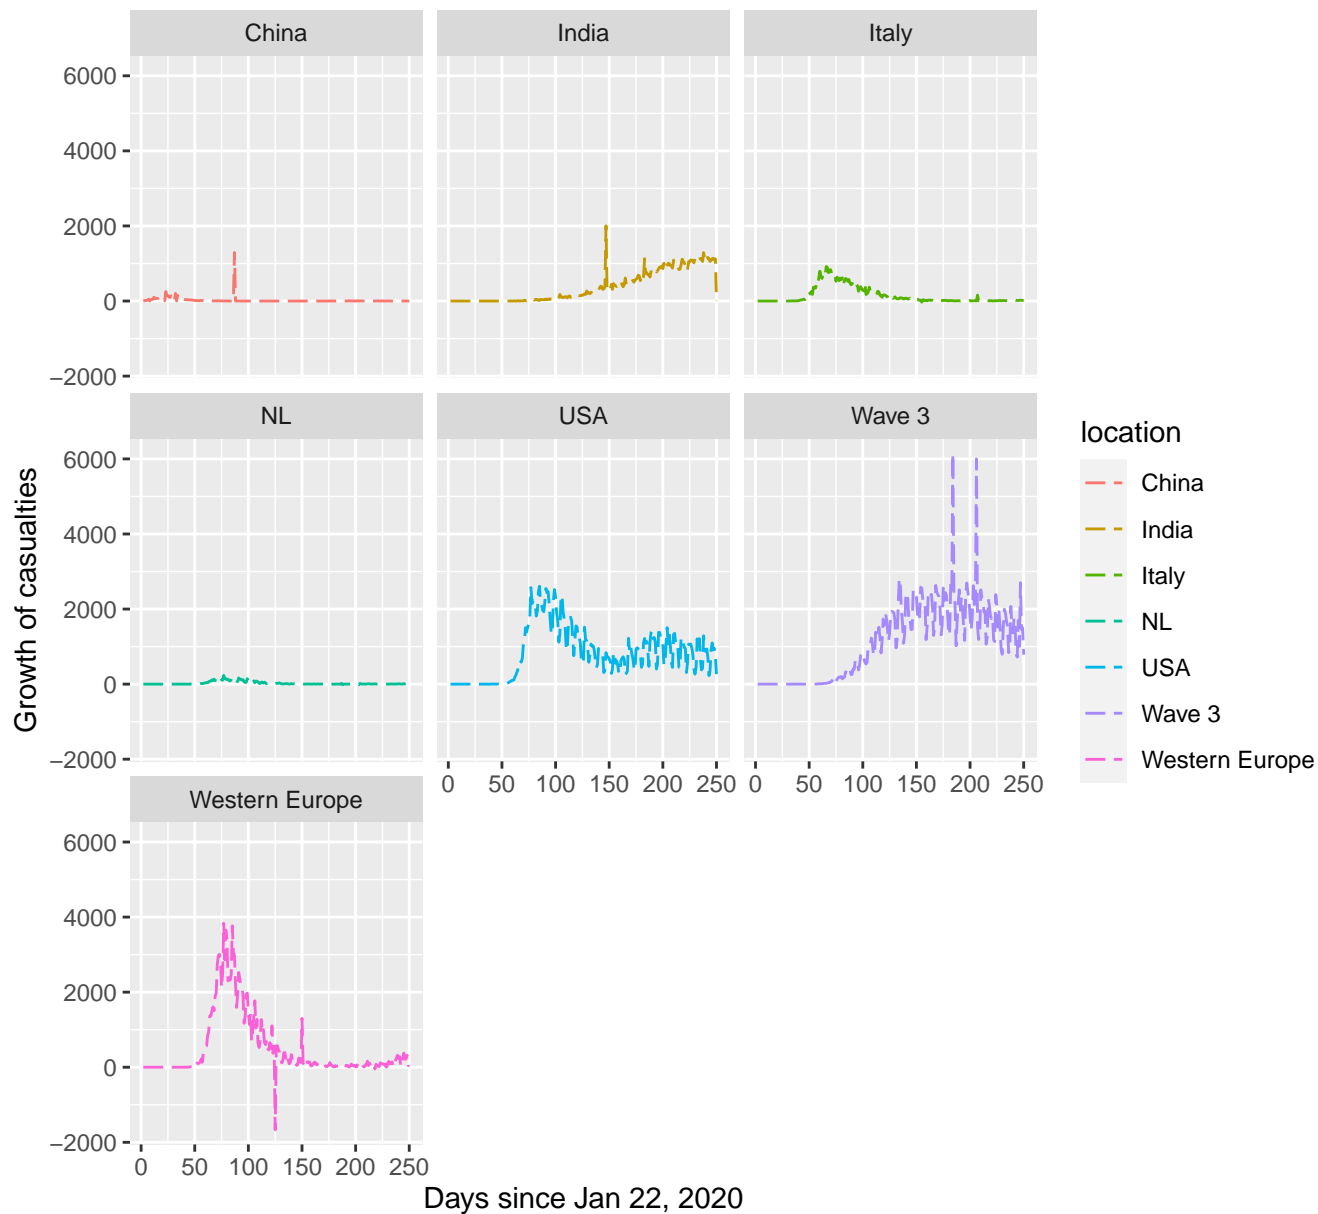 China
India
Italy
6000
4000
2000
0
−2000
NL
USA
Wave 3
6000
4000
2000
0
−2000
0 50 100 150 200 250
0 50 100 150 200 250
Western Europe
6000
4000
2000
0
−2000
0 50 100 150 200 250
Days since Jan 22, 2020
Growth of casualties
location
China
India
Italy
NL
USA
Wave 3
Western Europe